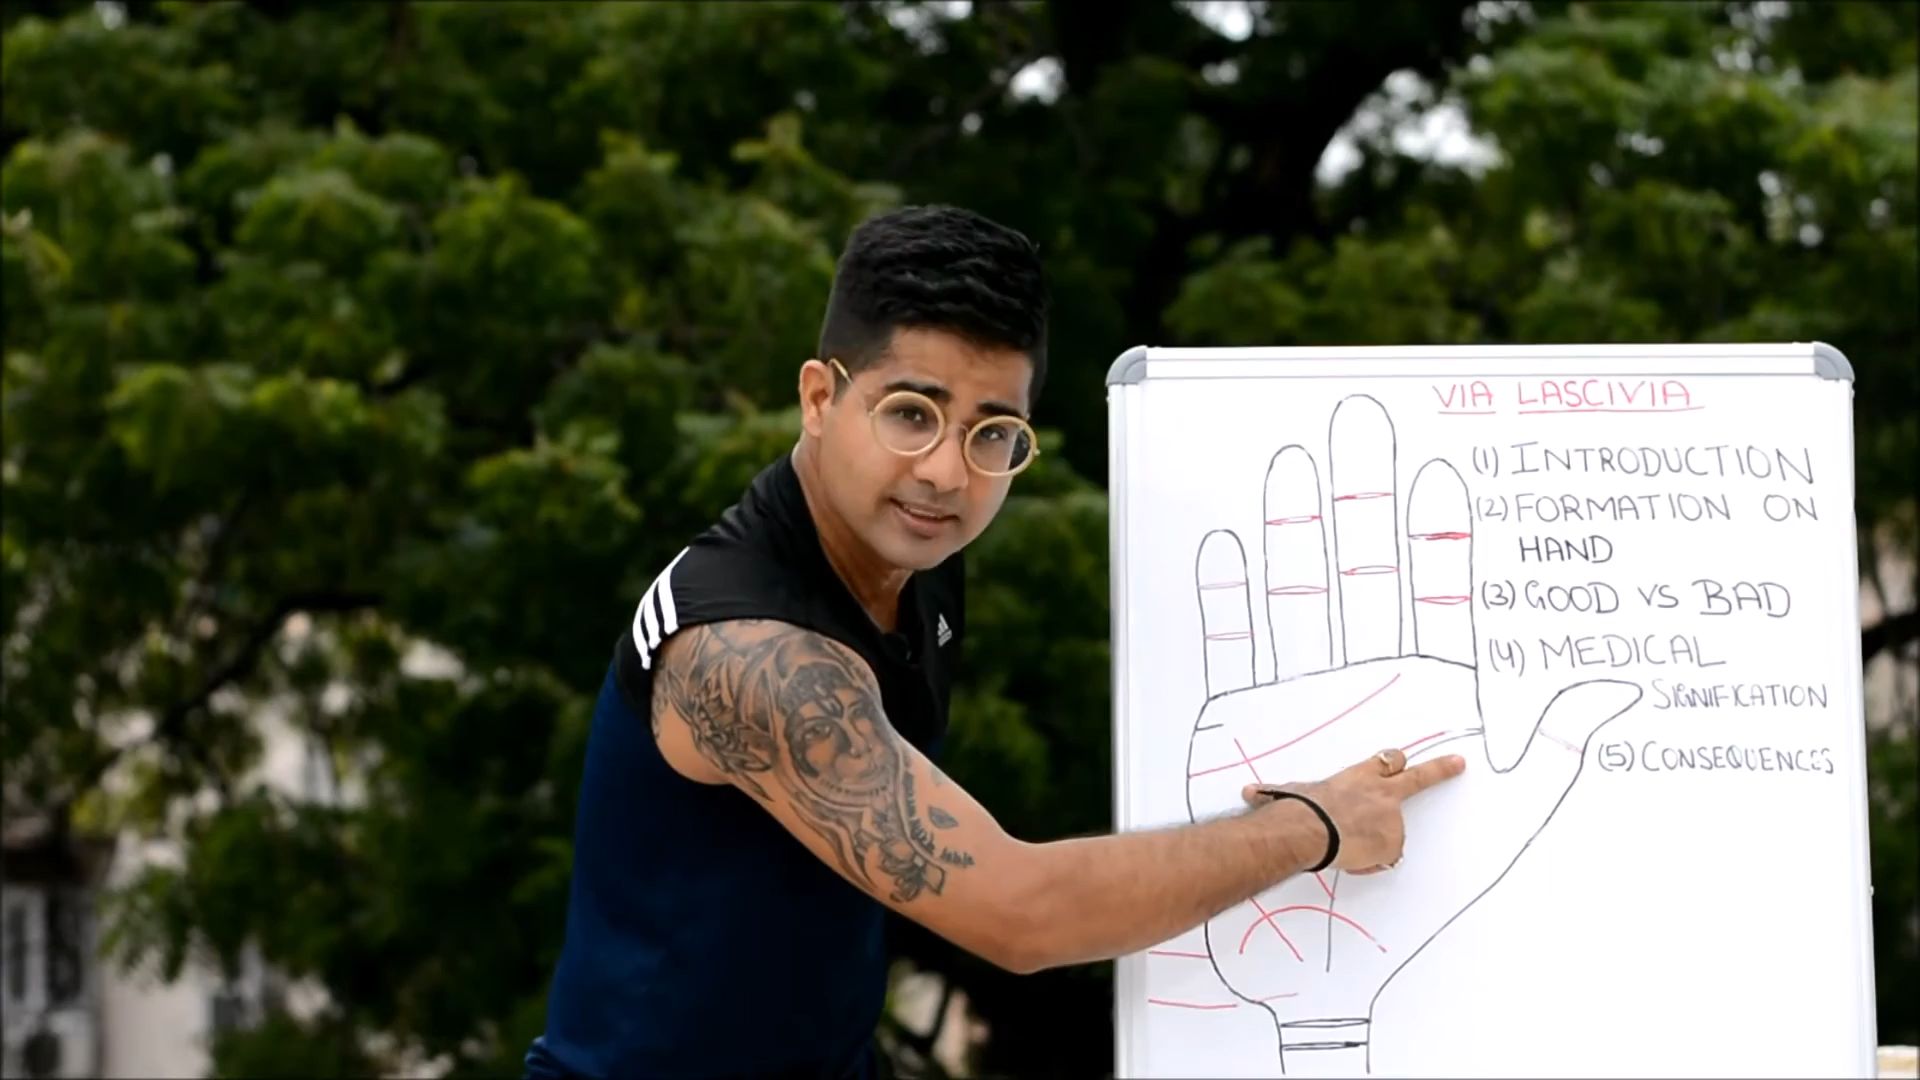 VIA LASCIVIA
(1) INTRODUCTION
(2) FORMATION ON
HAND
(3) GOOD VS BAD
(4) MEDICAL
SIGNIFICATION
(5) CONSEQUENCES